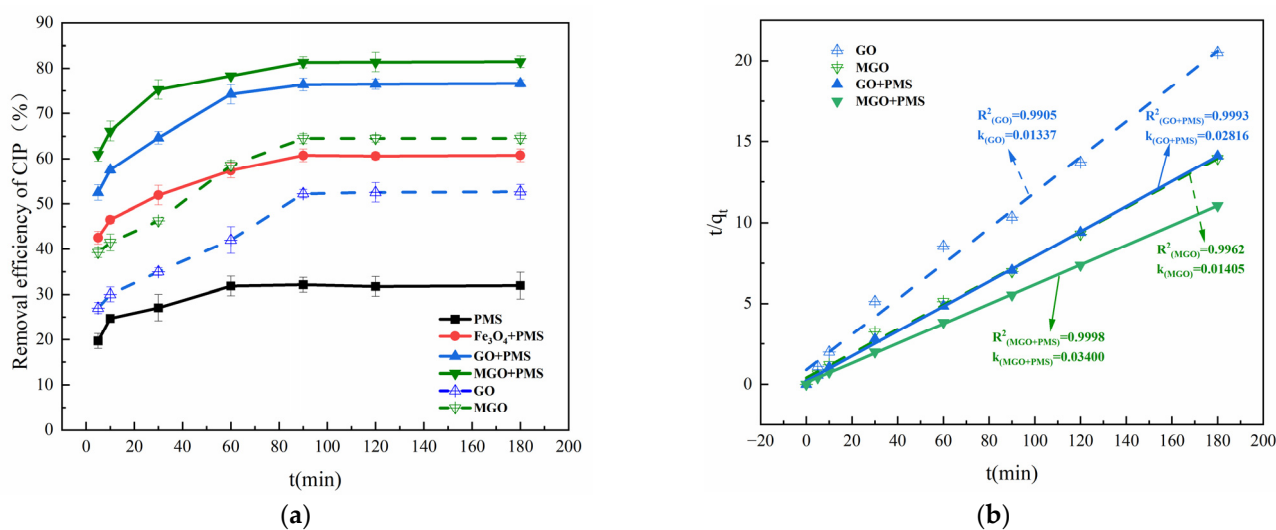 90
80
70
60
50
40
30
20
10
0
Removal efficiency of CIP（%）
PMS
Fe₃O₄+PMS
GO+PMS
MGO+PMS
GO
MGO
0 20 40 60 80 100 120 140 160 180 200
t(min)
(a)
20
15
10
5
0
t/qₜ
GO
MGO
GO+PMS
MGO+PMS
R²(GO)=0.9905
k(GO)=0.01337
R²(GO+PMS)=0.9993
k(GO+PMS)=0.02816
R²(MGO)=0.9962
k(MGO)=0.01405
R²(MGO+PMS)=0.9998
k(MGO+PMS)=0.03400
−20 0 20 40 60 80 100 120 140 160 180 200
t(min)
(b)